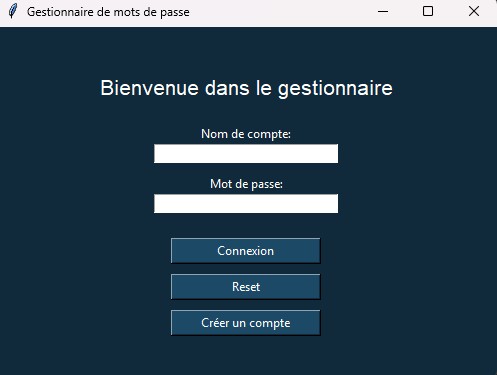 Gestionnaire de mots de passe
Bienvenue dans le gestionnaire
Nom de compte:
Mot de passe:
Connexion
Reset
Créer un compte